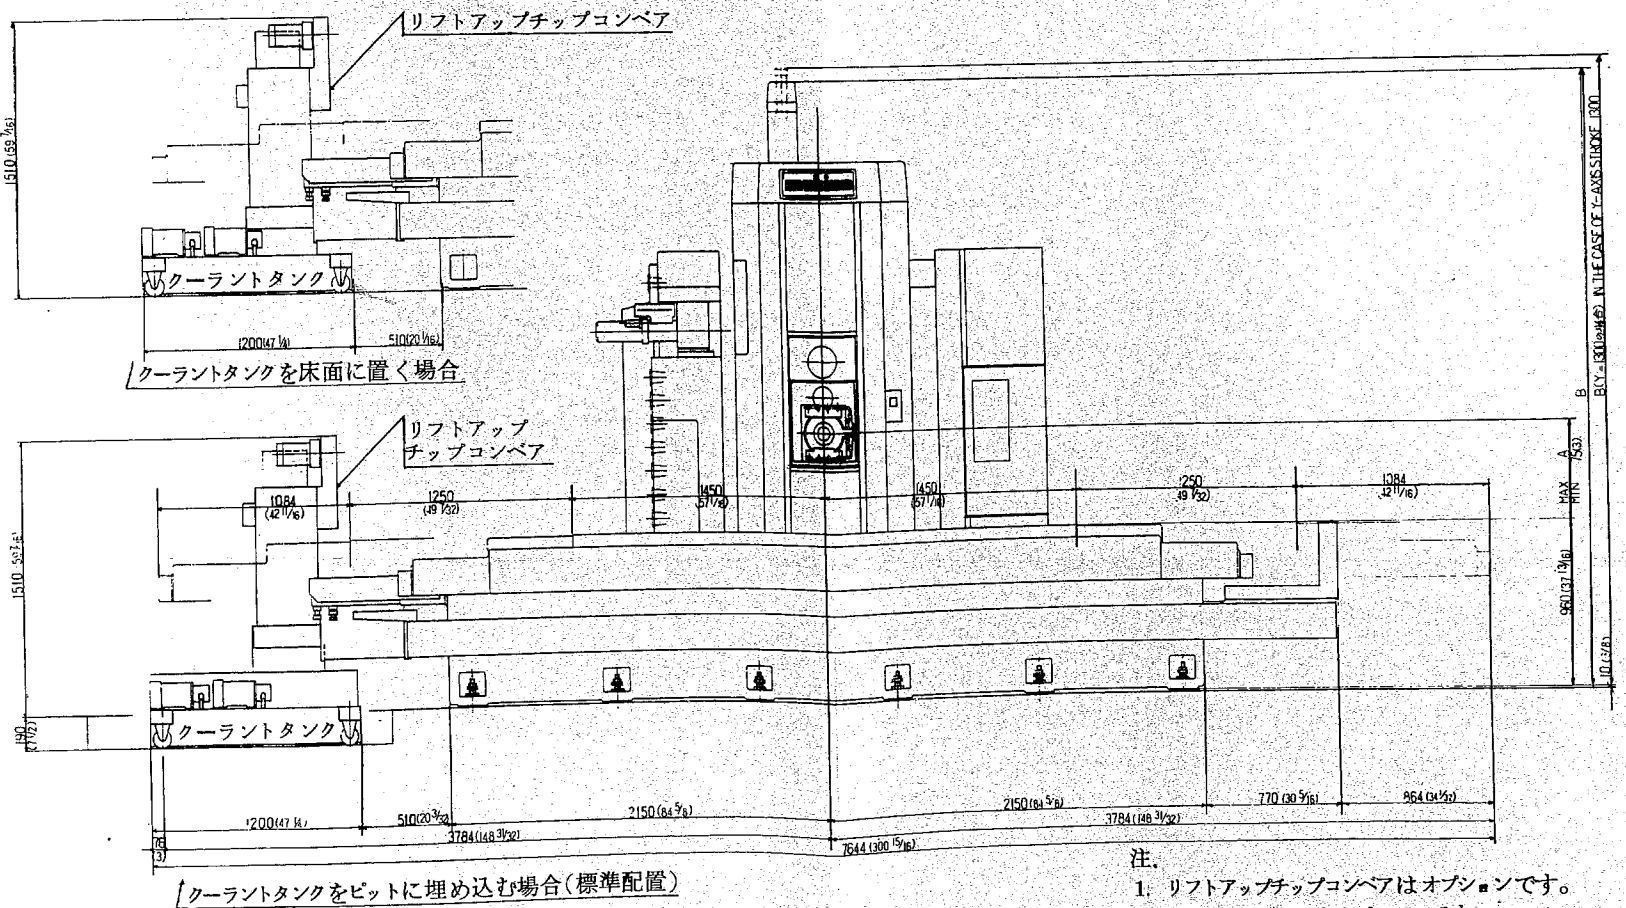 リフトアップチップコンベア
1510 (59 7/16)
クーラントタンク
1200(47 1/4)
510(20 1/16)
クーラントタンクを床面に置く場合
B(Y=1300の場合) IN THE CASE OF Y-AXIS STROKE 1300
B
リフトアップ
チップコンベア
1084
(42 11/16)
1250
(49 7/32)
1450
(57 1/16)
1450
(57 1/16)
1250
1084
(42 11/16)
A
MAX
MIN
(53)
1510
960 (37 13/16)
10 (3/8)
クーラントタンク
190
(7 1/2)
1200(47 1/4)
510(20 3/32)
2150 (84 5/8)
2150 (84 5/8)
770 (30 5/16)
864 (34 1/32)
3784 (148 31/32)
3784 (148 31/32)
76
(3)
7644 (300 15/16)
クーラントタンクをピットに埋め込む場合(標準配置)
注.
1. リフトアップチップコンベアはオプションです。